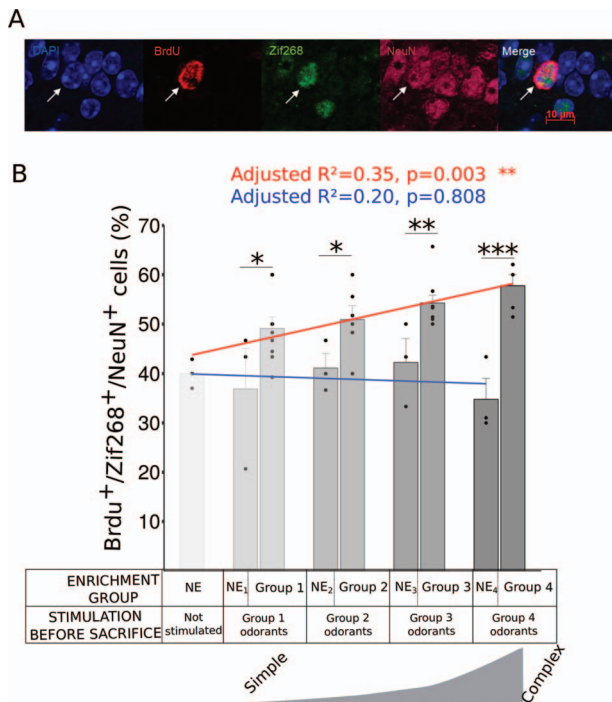 A
DAPI BrdU Zif268 NeuN Merge
10 µm
B
Adjusted R²=0.35, p=0.003 **
Adjusted R²=0.20, p=0.808
Brdu⁺/Zif268⁺/NeuN⁺ cells (%)
70
60
50
40
30
20
10
* * ** ***
ENRICHMENT GROUP NE NE₁ Group 1 NE₂ Group 2 NE₃ Group 3 NE₄ Group 4
STIMULATION BEFORE SACRIFICE Not stimulated Group 1 odorants Group 2 odorants Group 3 odorants Group 4 odorants
Simple
Complex